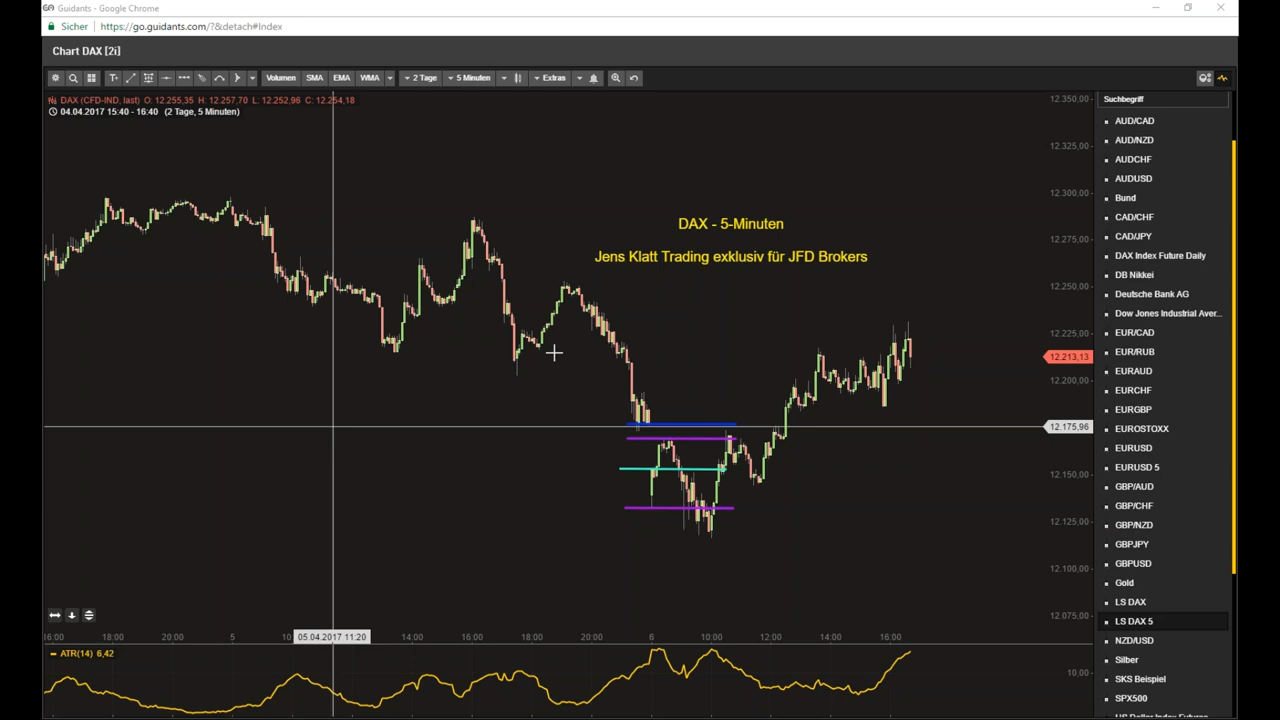 Guidants - Google Chrome
Sicher https://go.guidants.com/?&detach#Index
Chart DAX [2i]
T+ Volumen SMA EMA WMA 2 Tage 5 Minuten Extras
DAX (CFD-IND, last) O: 12.255,35 H: 12.257,70 L: 12.252,96 C: 12.254,18
04.04.2017 15:40 - 16:40 (2 Tage, 5 Minuten)
DAX - 5-Minuten
Jens Klatt Trading exklusiv für JFD Brokers
12.350,00
12.325,00
12.300,00
12.275,00
12.250,00
12.225,00
12.213,13
12.200,00
12.175,96
12.150,00
12.125,00
12.100,00
12.075,00
16:00 18:00 20:00 5 10: 05.04.2017 11:20 14:00 16:00 18:00 20:00 6 10:00 12:00 14:00 16:00
ATR(14) 6,42
10,00
Suchbegriff
AUD/CAD
AUD/NZD
AUDCHF
AUDUSD
Bund
CAD/CHF
CAD/JPY
DAX Index Future Daily
DB Nikkei
Deutsche Bank AG
Dow Jones Industrial Aver...
EUR/CAD
EUR/RUB
EURAUD
EURCHF
EURGBP
EUROSTOXX
EURUSD
EURUSD 5
GBP/AUD
GBP/CHF
GBP/NZD
GBPJPY
GBPUSD
Gold
LS DAX
LS DAX 5
NZD/USD
Silber
SKS Beispiel
SPX500